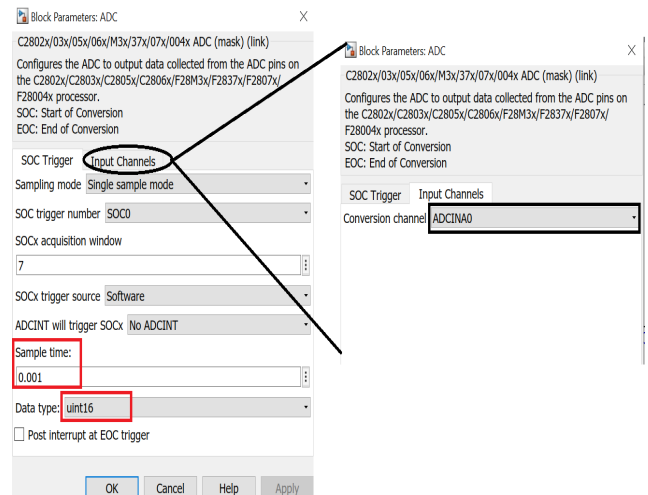 Block Parameters: ADC
C2802x/03x/05x/06x/M3x/37x/07x/004x ADC (mask) (link)
Configures the ADC to output data collected from the ADC pins on
the C2802x/C2803x/C2805x/C2806x/F28M3x/F2837x/F2807x/
F28004x processor.
SOC: Start of Conversion
EOC: End of Conversion
SOC Trigger Input Channels
Sampling mode Single sample mode
SOC trigger number SOC0
SOCx acquisition window
7
SOCx trigger source Software
ADCINT will trigger SOCx No ADCINT
Sample time:
0.001
Data type: uint16
Post interrupt at EOC trigger
OK Cancel Help Apply
Block Parameters: ADC
C2802x/03x/05x/06x/M3x/37x/07x/004x ADC (mask) (link)
Configures the ADC to output data collected from the ADC pins on
the C2802x/C2803x/C2805x/C2806x/F28M3x/F2837x/F2807x/
F28004x processor.
SOC: Start of Conversion
EOC: End of Conversion
SOC Trigger Input Channels
Conversion channel ADCINA0